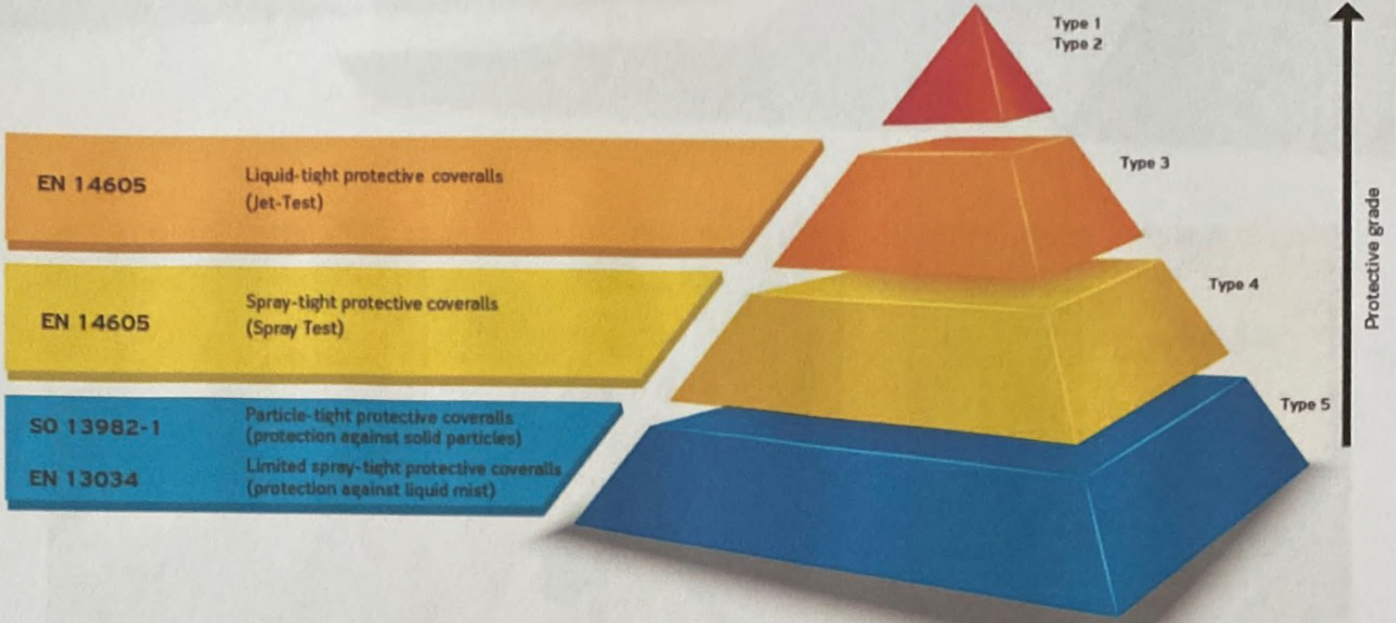 Type 1
Type 2
EN 14605
Liquid-tight protective coveralls
(Jet-Test)
Type 3
EN 14605
Spray-tight protective coveralls
(Spray Test)
Type 4
SO 13982-1
Particle-tight protective coveralls
(protection against solid particles)
EN 13034
Limited spray-tight protective coveralls
(protection against liquid mist)
Type 5
Protective grade